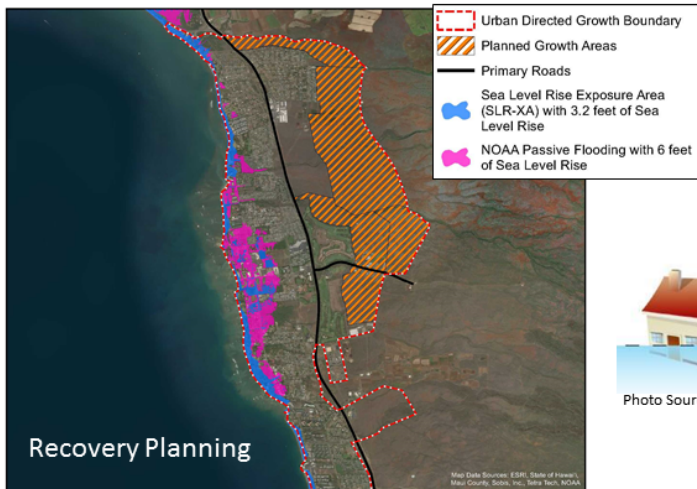 Urban Directed Growth Boundary
Planned Growth Areas
Primary Roads
Sea Level Rise Exposure Area
(SLR-XA) with 3.2 feet of Sea
Level Rise
NOAA Passive Flooding with 6 feet
of Sea Level Rise
Recovery Planning
Photo Sour
Map Data Sources: ESRI, State of Hawai'i,
Maui County, Sobis, Inc., Tetra Tech, NOAA